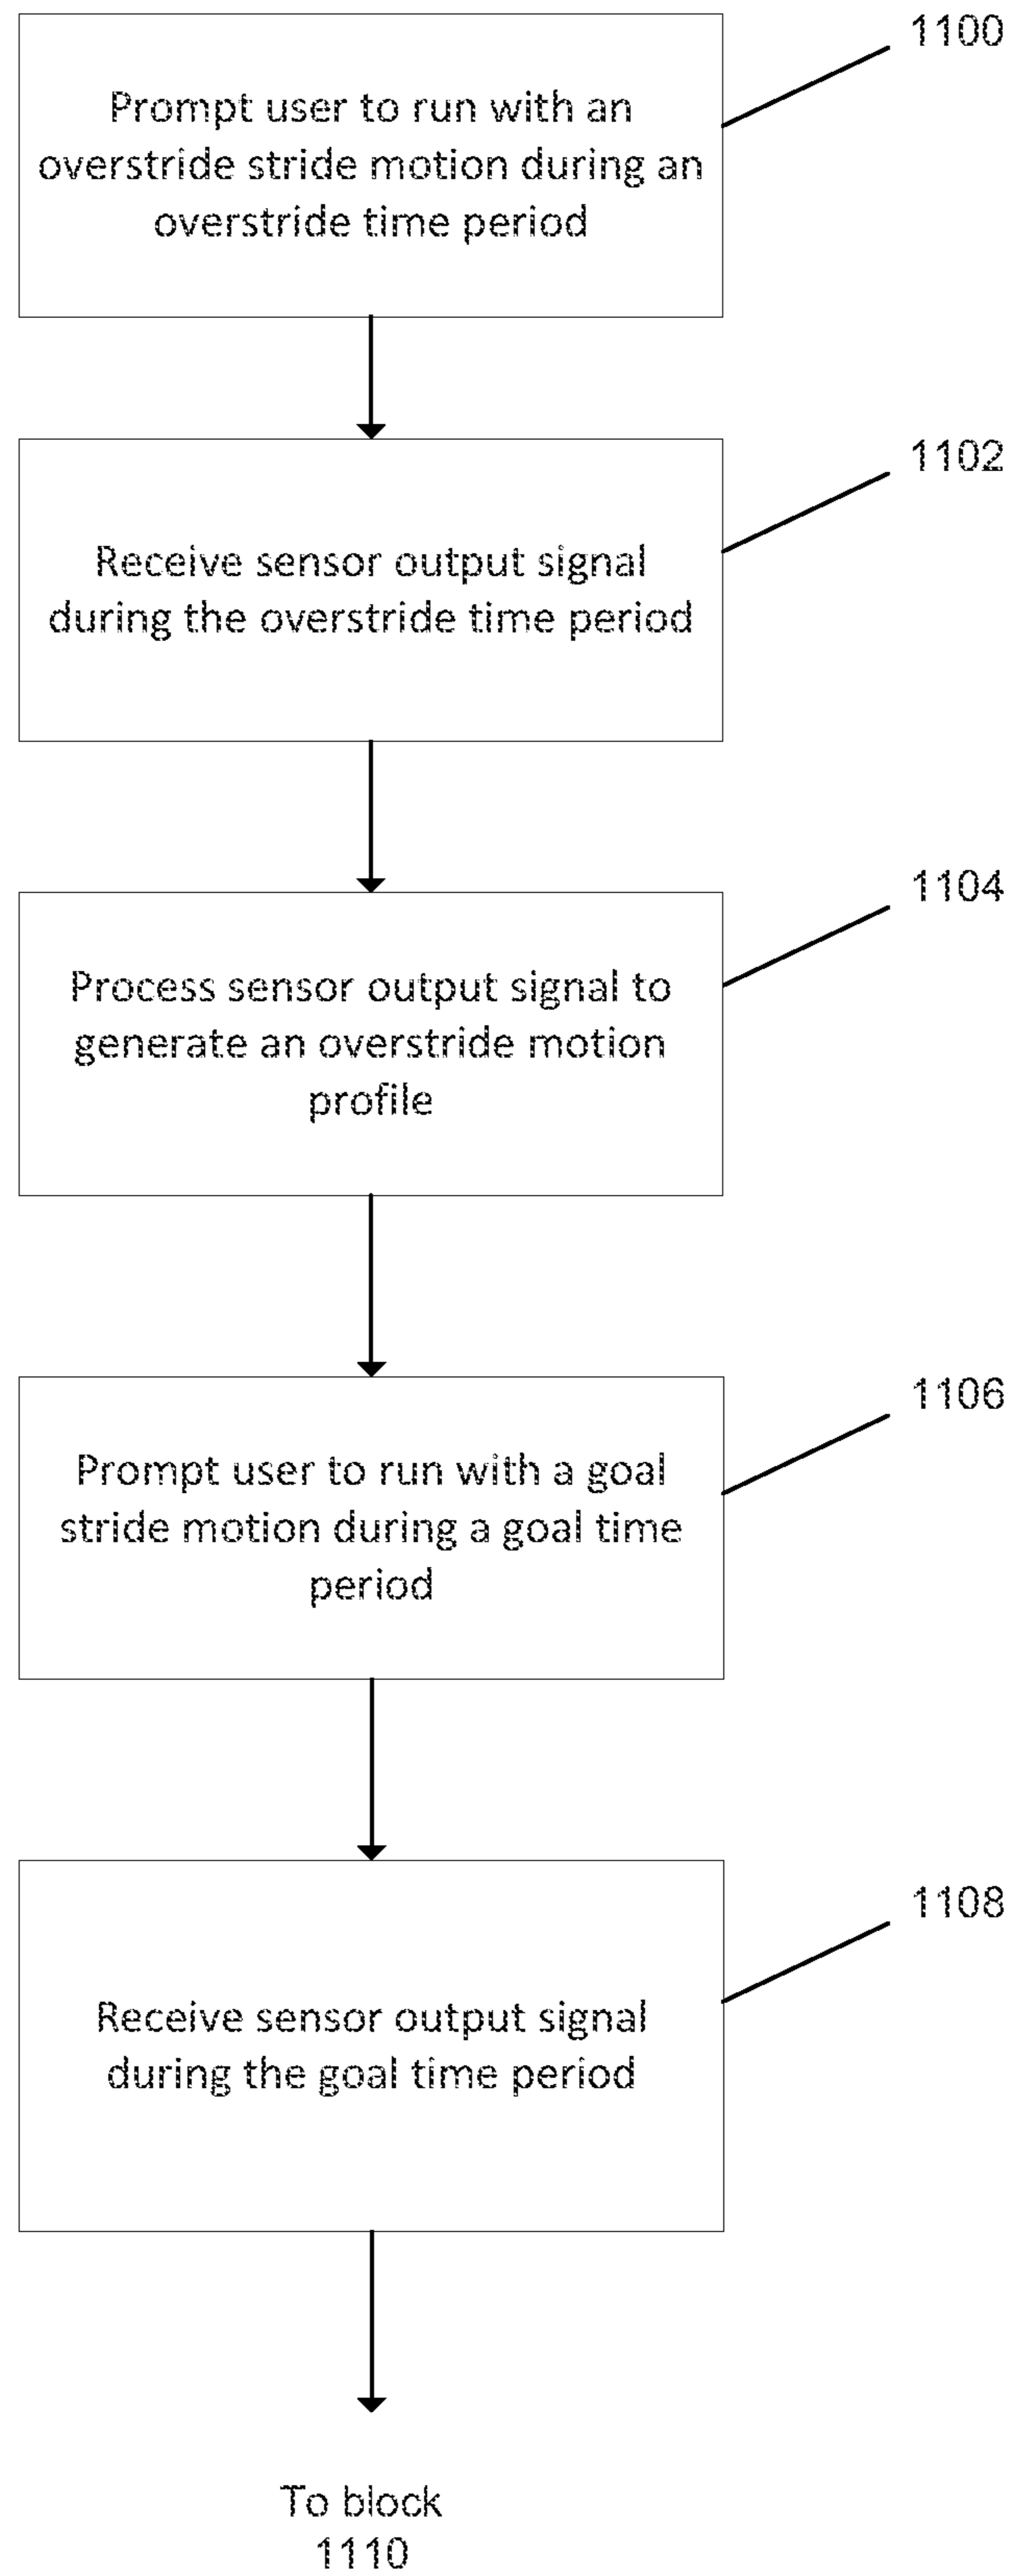 1100
Prompt user to run with an
overstride stride motion during an
overstride time period
1102
Receive sensor output signal
during the overstride time period
1104
Process sensor output signal to
generate an overstride motion
profile
1106
Prompt user to run with a goal
stride motion during a goal time
period
1108
Receive sensor output signal
during the goal time period
To block
1110